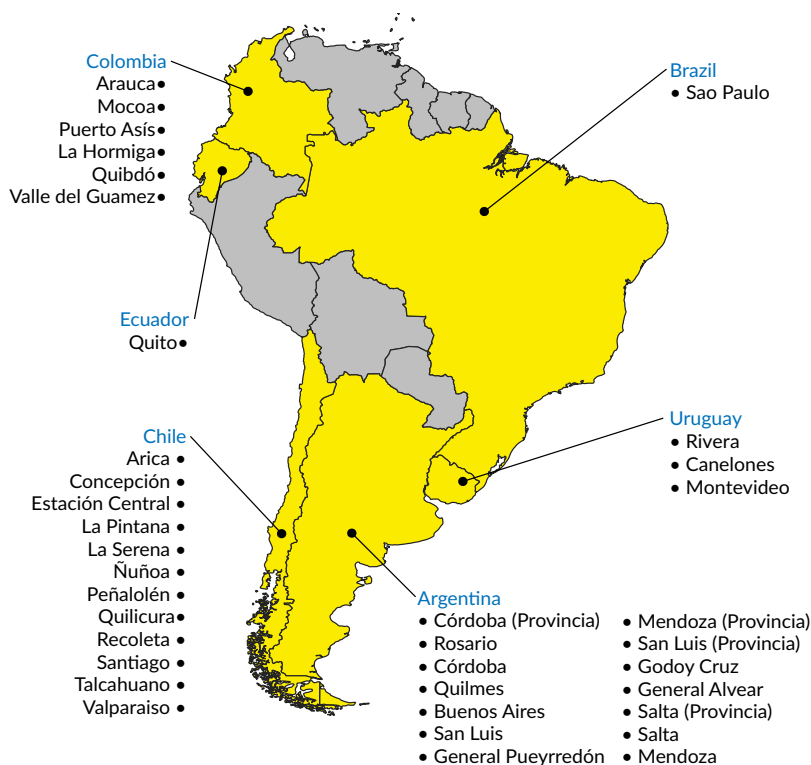 Colombia
Arauca●
Mocoa●
Puerto Asís●
La Hormiga●
Quibdó●
Valle del Guamez●
Brazil
● Sao Paulo
Ecuador
Quito●
Chile
Arica ●
Concepción ●
Estación Central ●
La Pintana ●
La Serena ●
Ñuñoa ●
Peñalolén ●
Quilicura●
Recoleta ●
Santiago ●
Talcahuano ●
Valparaiso ●
Uruguay
● Rivera
● Canelones
● Montevideo
Argentina
● Córdoba (Provincia)
● Rosario
● Córdoba
● Quilmes
● Buenos Aires
● San Luis
● General Pueyrredón
● Mendoza (Provincia)
● San Luis (Provincia)
● Godoy Cruz
● General Alvear
● Salta (Provincia)
● Salta
● Mendoza